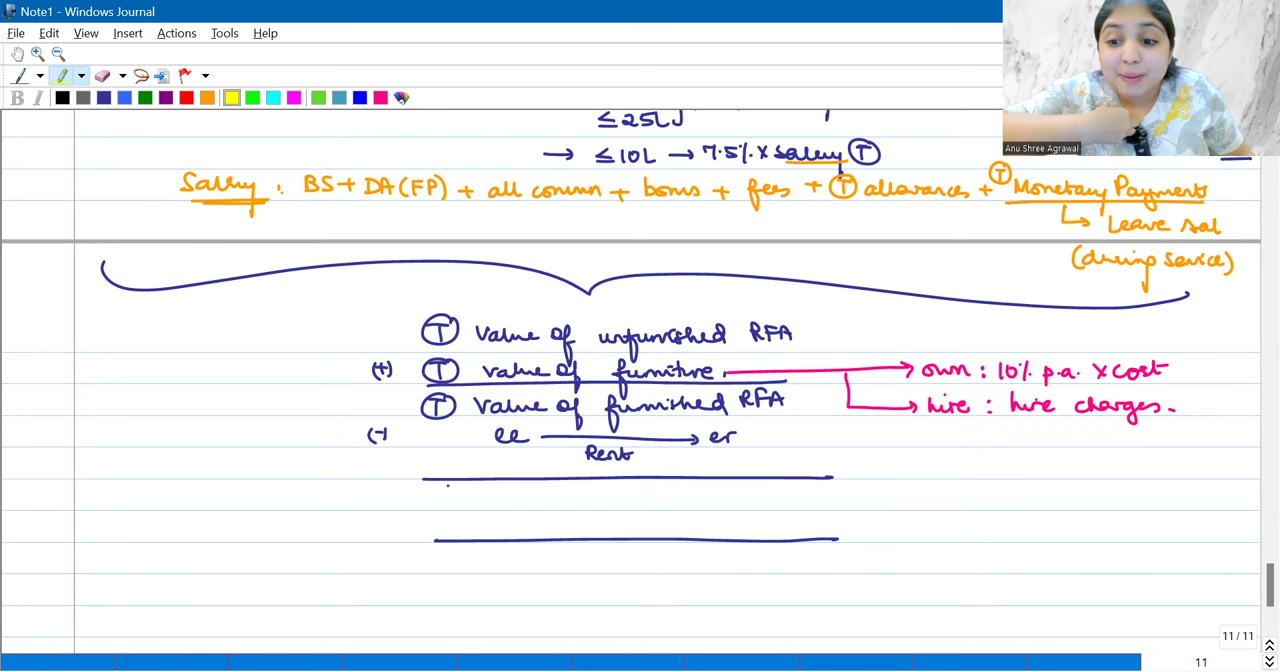 Note1 - Windows Journal
File Edit View Insert Actions Tools Help
B I
Anu Shree Agrawal
≤ 25L
→ ≤ 10L → 7.5% × Salary (T)
Salary : BS + DA (FP) + all comm + bonus + fees + (T) allowances + (T) Monetary Payments
↳ Leave sal
(during service)
(T) value of unfurnished RFA
(+) (T) value of furniture → own : 10% p.a. × cost
(T) value of furnished RFA → hire : hire charges.
(-) ee → er
Rent
11 / 11
11